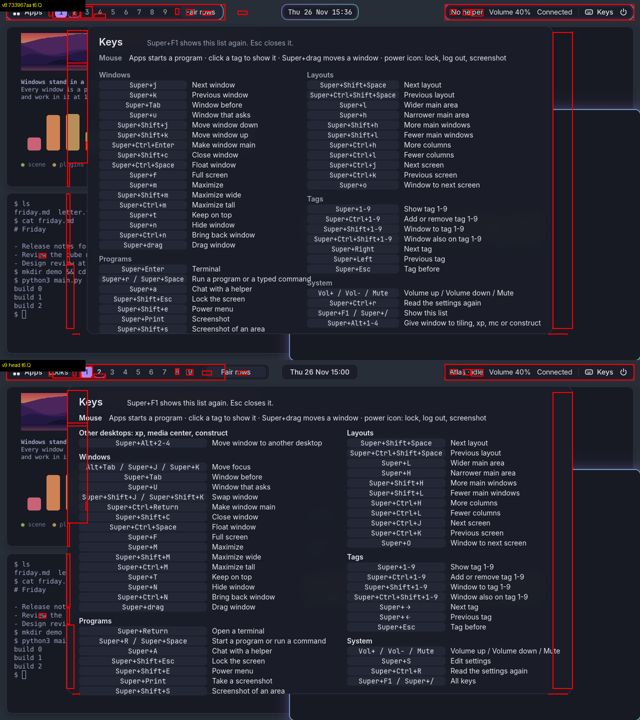 v8 733967aa f6.Q
3 4 5 6 7 Fair rows Thu 26 Nov 15:36 No helper Volume 40% Connected Keys
Keys Super+F1 shows this list again. Esc closes it.
Mouse Apps starts a program · click a tag to show it · Super+drag moves a window · power icon: lock, log out, screenshot
Windows
Super+j Next window
Super+k Previous window
Super+Tab Window before
Super+u Window that asks
Super+Shift+j Move window down
Super+Shift+k Move window up
Super+Ctrl+Enter Make window main
Super+Shift+c Close window
Super+Ctrl+Space Float window
Super+f Full screen
Super+m Maximize
Super+Shift+m Maximize wide
Super+Ctrl+m Maximize tall
Super+t Keep on top
Super+n Hide window
Super+Ctrl+n Bring back window
Super+drag Drag window
Programs
Super+Enter Terminal
Super+r / Super+Space Run a program or a typed command
Super+a Chat with a helper
Super+Shift+Esc Lock the screen
Super+Shift+e Power menu
Super+Print Screenshot
Super+Shift+s Screenshot of an area
Layouts
Super+Shift+Space Next layout
Super+Ctrl+Shift+Space Previous layout
Super+l Wider main area
Super+h Narrower main area
Super+Shift+h More main windows
Super+Shift+l Fewer main windows
Super+Ctrl+h More columns
Super+Ctrl+l Fewer columns
Super+Ctrl+j Next screen
Super+Ctrl+k Previous screen
Super+o Window to next screen
Tags
Super+1-9 Show tag 1-9
Super+Ctrl+1-9 Add or remove tag 1-9
Super+Shift+1-9 Window to tag 1-9
Super+Ctrl+Shift+1-9 Window also on tag 1-9
Super+Right Next tag
Super+Left Previous tag
Super+Esc Tag before
System
Vol+ / Vol- / Mute Volume up / Volume down / Mute
Super+Ctrl+r Read the settings again
Super+F1 / Super+/ Show this list
Super+Alt+1-4 Give window to tiling, xp, mc or construct
Windows stand in a
Every window is a p
and work in it at 1
scene plugins
$ ls
friday.md letter.
$ cat friday.md
# Friday
- Release notes fo
- Review the cube
- Design review at
$ mkdir demo && cd
$ python3 main.py
build 0
build 1
build 2
$
v9 head f6.Q
Apps Looks 1 2 3 4 5 6 7 8 9 Fair rows Thu 26 Nov 15:00 Atlas idle Volume 40% Connected Keys
Keys Super+F1 shows this list again. Esc closes it.
Mouse Apps starts a program · click a tag to show it · Super+drag moves a window · power icon: lock, log out, screenshot
Other desktops: xp, media center, construct
Super+Alt+2-4 Move window to another desktop
Windows
Alt+Tab / Super+J / Super+K Move focus
Super+Tab Window before
Super+U Window that asks
Super+Shift+J / Super+Shift+K Swap window
Super+Ctrl+Return Make window main
Super+Shift+C Close window
Super+Ctrl+Space Float window
Super+F Full screen
Super+M Maximize
Super+Shift+M Maximize wide
Super+Ctrl+M Maximize tall
Super+T Keep on top
Super+N Hide window
Super+Ctrl+N Bring back window
Super+drag Drag window
Programs
Super+Return Open a terminal
Super+R / Super+Space Start a program or run a command
Super+A Chat with a helper
Super+Shift+Esc Lock the screen
Super+Shift+E Power menu
Super+Print Take a screenshot
Super+Shift+S Screenshot of an area
Layouts
Super+Shift+Space Next layout
Super+Ctrl+Shift+Space Previous layout
Super+L Wider main area
Super+H Narrower main area
Super+Shift+H More main windows
Super+Shift+L Fewer main windows
Super+Ctrl+H More columns
Super+Ctrl+L Fewer columns
Super+Ctrl+J Next screen
Super+Ctrl+K Previous screen
Super+O Window to next screen
Tags
Super+1-9 Show tag 1-9
Super+Ctrl+1-9 Add or remove tag 1-9
Super+Shift+1-9 Window to tag 1-9
Super+Ctrl+Shift+1-9 Window also on tag 1-9
Super+→ Next tag
Super+← Previous tag
Super+Esc Tag before
System
Vol+ / Vol- / Mute Volume up / Volume down / Mute
Super+S Edit settings
Super+Ctrl+R Read the settings again
Super+F1 / Super+/ All keys
Windows stand
Every window i
and work in it
scene
$ ls
friday.md le
$ cat friday.
# Friday
- Release not
- Review the
- Design revi
$ mkdir demo
$ python3 mai
build 0
build 1
build 2
$